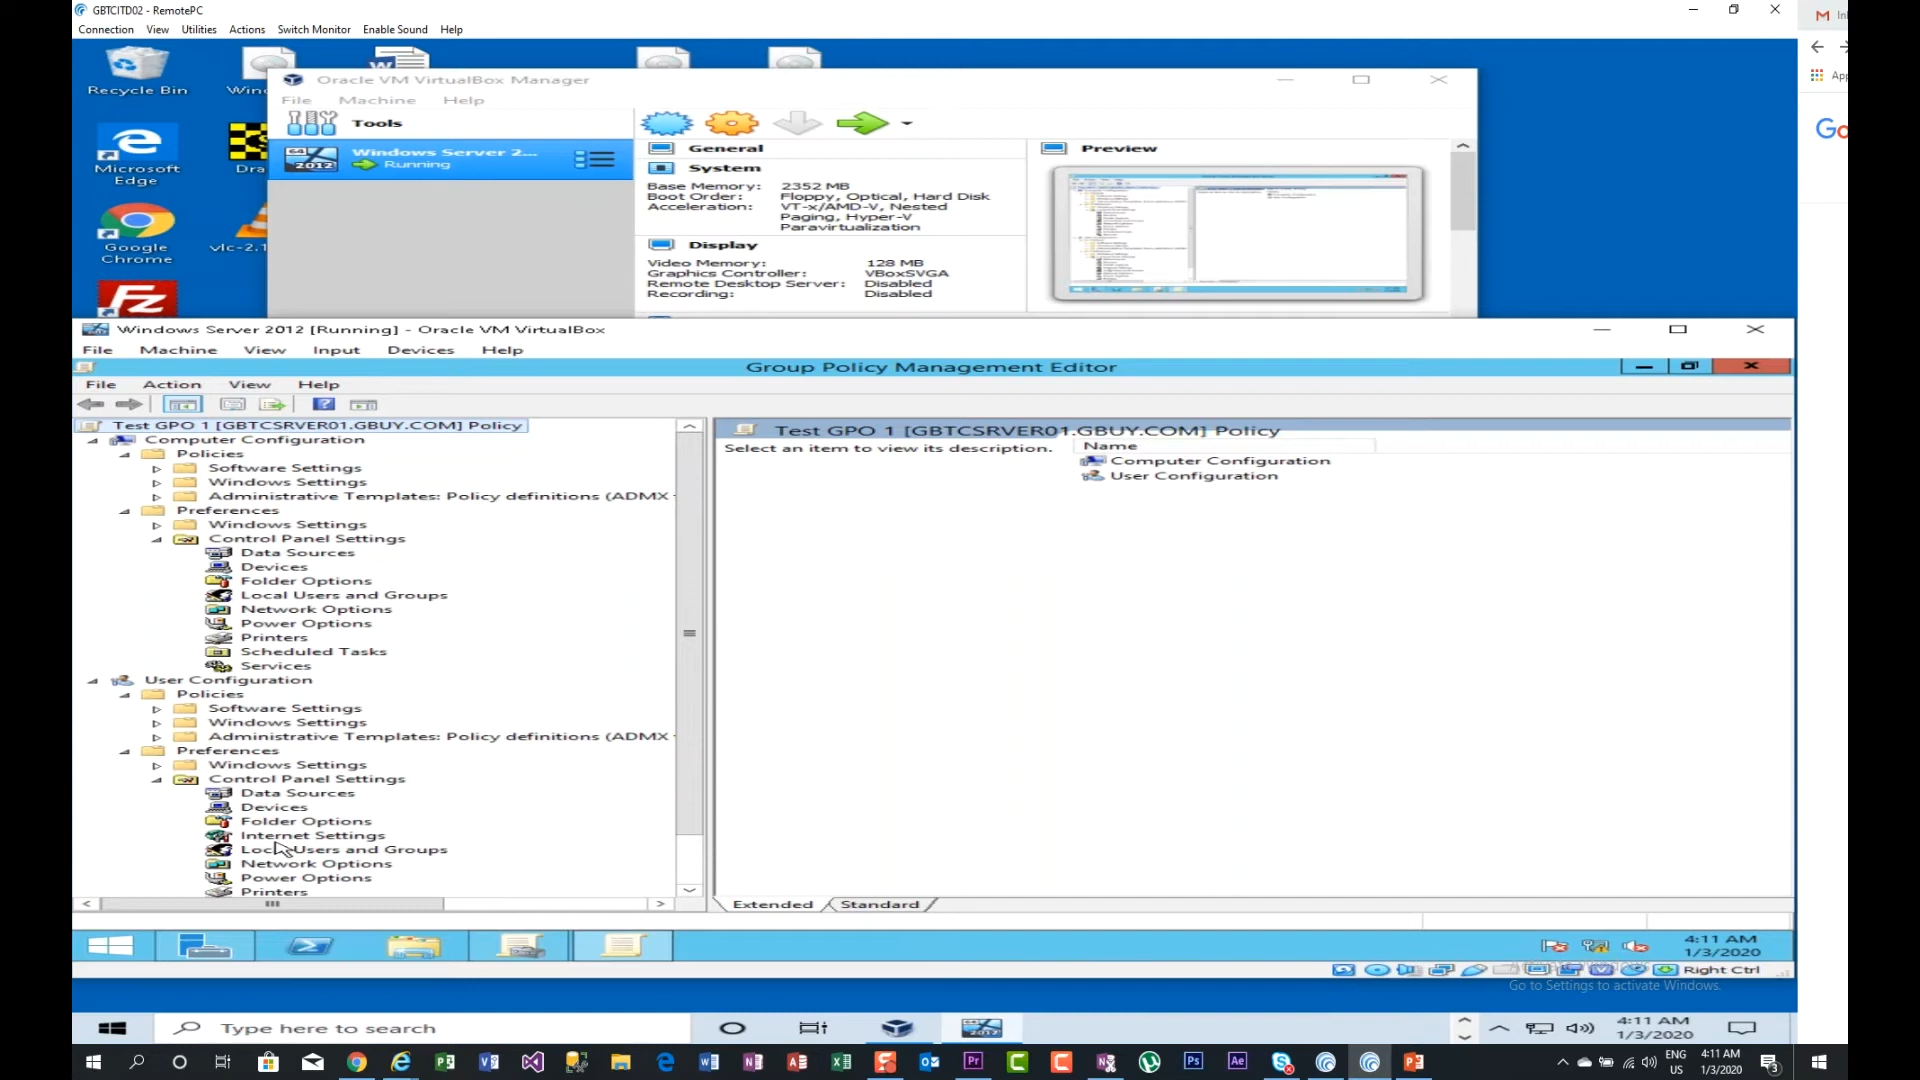 GBTCITD02 - RemotePC
Connection View Utilities Actions Switch Monitor Enable Sound Help
Recycle Bin
Microsoft
Edge
Google
Chrome
vlc-2.1
Oracle VM VirtualBox Manager
File Machine Help
Tools
Windows Server 2...
Running
General
System
Base Memory: 2352 MB
Boot Order: Floppy, Optical, Hard Disk
Acceleration: VT-x/AMD-V, Nested
Paging, Hyper-V
Paravirtualization
Display
Video Memory: 128 MB
Graphics Controller: VBoxSVGA
Remote Desktop Server: Disabled
Recording: Disabled
Preview
Windows Server 2012 [Running] - Oracle VM VirtualBox
File Machine View Input Devices Help
Group Policy Management Editor
File Action View Help
Test GPO 1 [GBTCSRVER01.GBUY.COM] Policy
Computer Configuration
Policies
Software Settings
Windows Settings
Administrative Templates: Policy definitions (ADMX
Preferences
Windows Settings
Control Panel Settings
Data Sources
Devices
Folder Options
Local Users and Groups
Network Options
Power Options
Printers
Scheduled Tasks
Services
User Configuration
Policies
Software Settings
Windows Settings
Administrative Templates: Policy definitions (ADMX
Preferences
Windows Settings
Control Panel Settings
Data Sources
Devices
Folder Options
Internet Settings
Local Users and Groups
Network Options
Power Options
Printers
Test GPO 1 [GBTCSRVER01.GBUY.COM] Policy
Select an item to view its description.
Name
Computer Configuration
User Configuration
Extended Standard
4:11 AM
1/3/2020
Right Ctrl
Go to Settings to activate Windows.
Type here to search
4:11 AM
1/3/2020
ENG
US
4:11 AM
1/3/2020